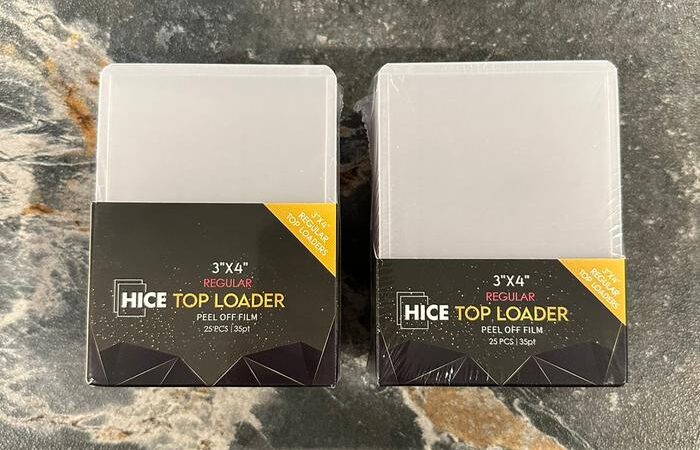 3"X4"
REGULAR
TOP LOADERS
3"X4"
REGULAR
HICE TOP LOADER
PEEL OFF FILM
25 PCS | 35pt
3"X4"
REGULAR
TOP LOADERS
3"X4"
REGULAR
HICE TOP LOADER
PEEL OFF FILM
25 PCS | 35pt